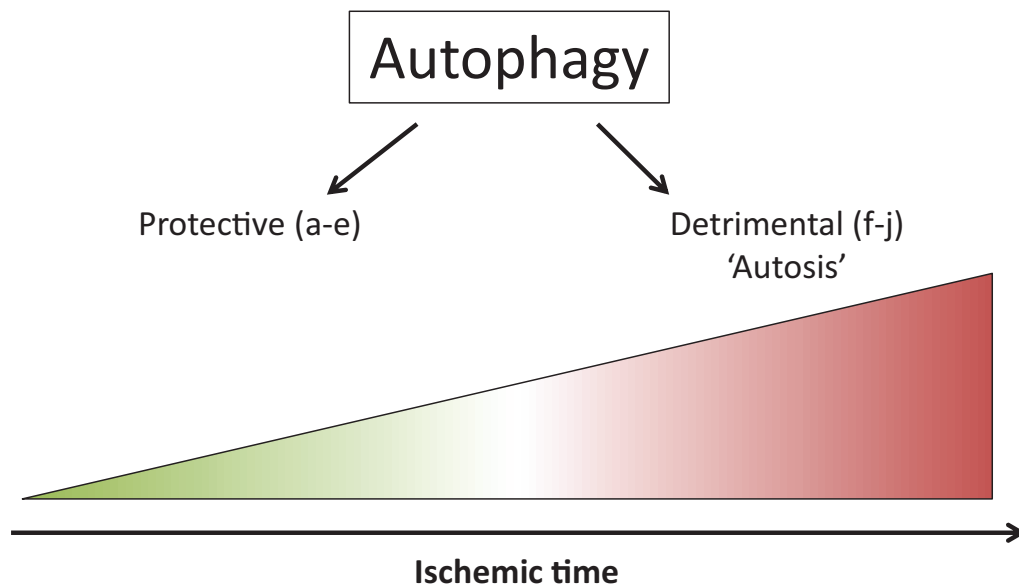 Autophagy
Protective (a-e)
Detrimental (f-j)
‘Autosis’
Ischemic time